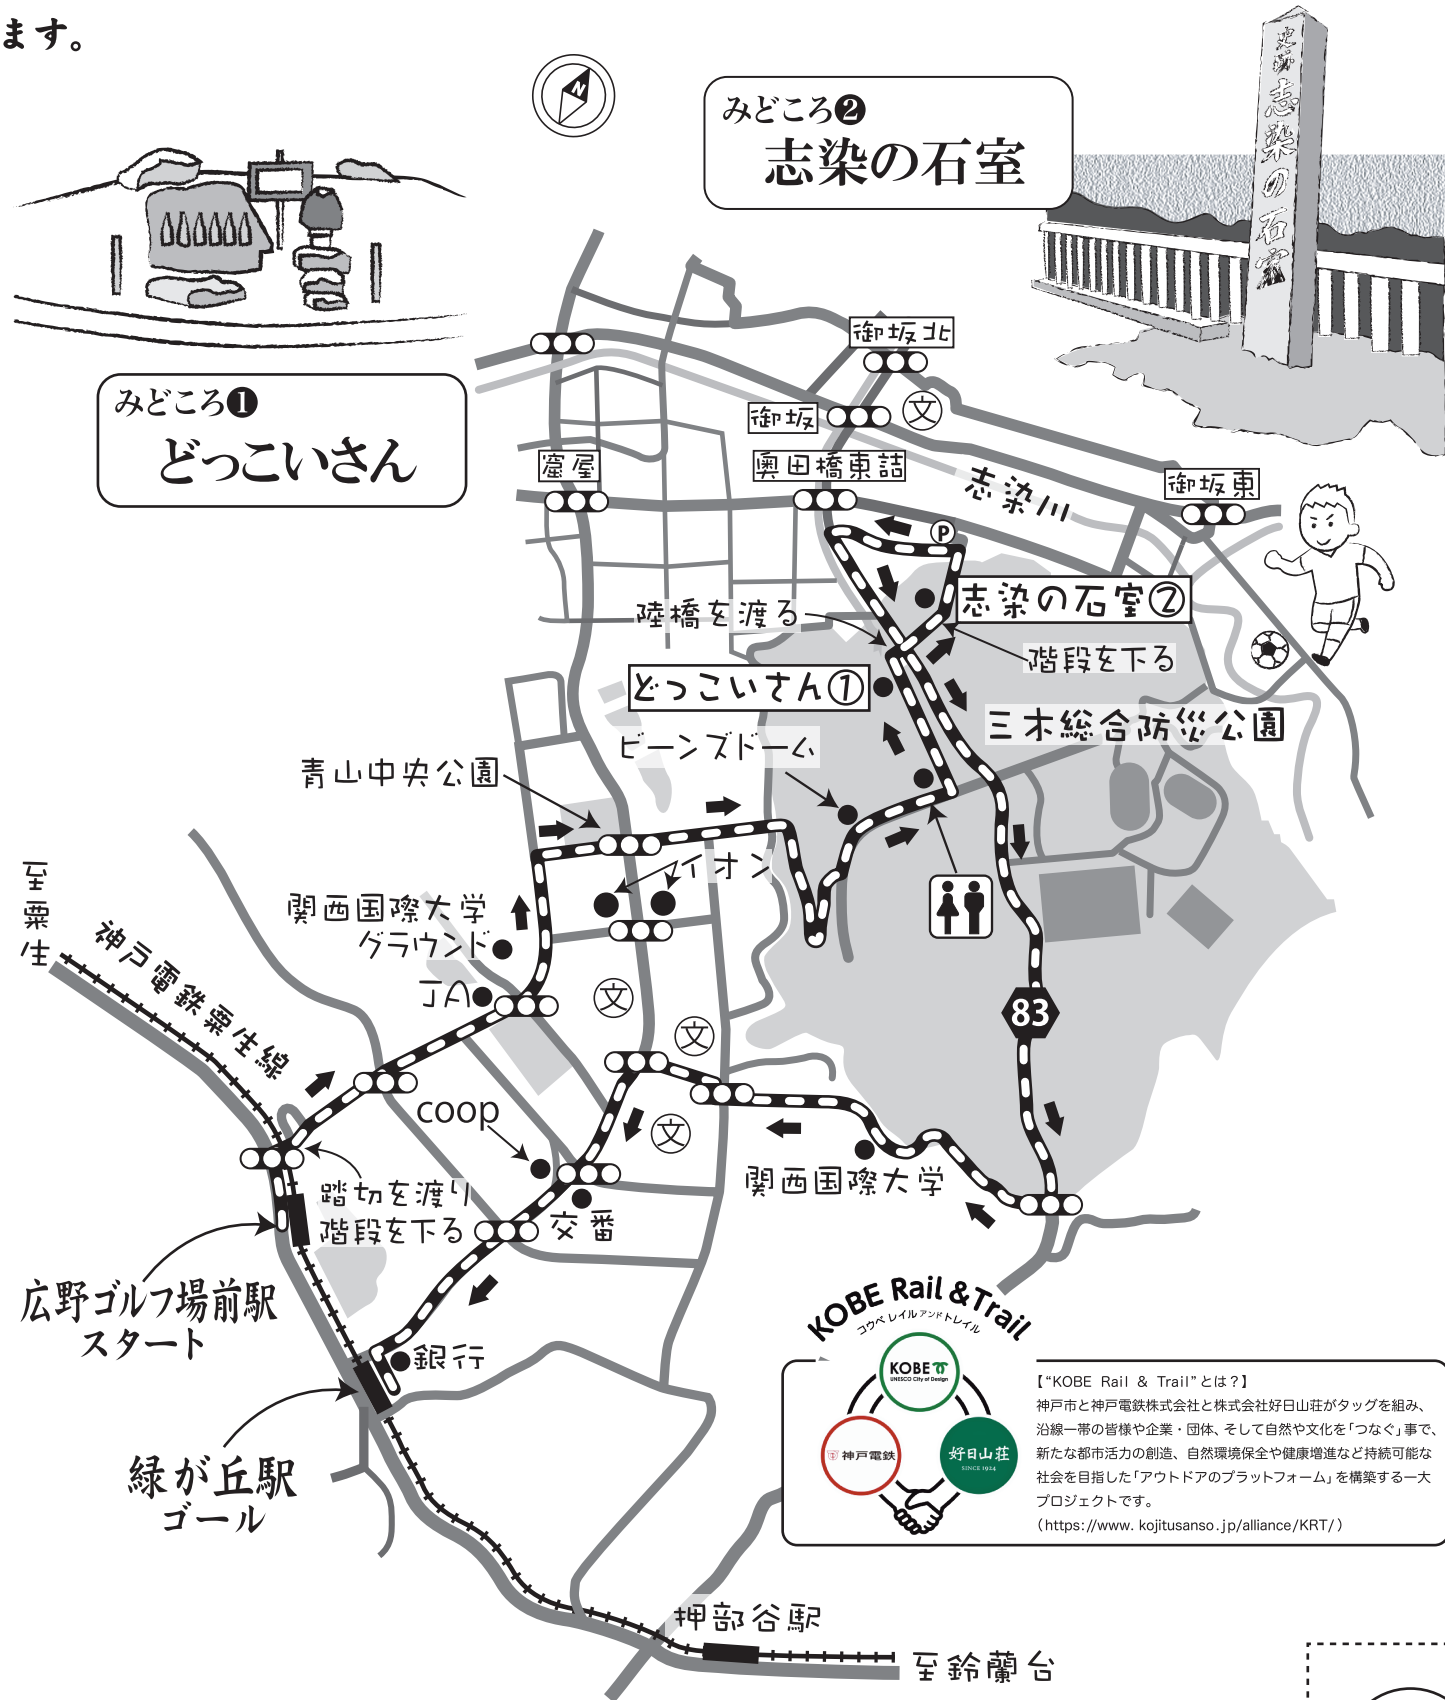 ます。
N
みどころ❷
志染の石室
史跡 志染の石室
みどころ❶
どっこいさん
御坂北
御坂
文
窟屋
奥田橋東詰
志染川
御坂東
P
志染の石室②
陸橋を渡る
階段を下る
どっこいさん①
三木総合防災公園
ビーンズドーム
青山中央公園
イオン
至粟生
神戸電鉄粟生線
関西国際大学
グラウンド
JA
文
文
83
coop
文
関西国際大学
踏切を渡り
階段を下る
交番
広野ゴルフ場前駅
スタート
銀行
緑が丘駅
ゴール
KOBE Rail & Trail
コウベ レイル アンド トレイル
KOBE
UNESCO City of Design
神戸電鉄
好日山荘
SINCE 1924
【“KOBE Rail & Trail”とは?】
神戸市と神戸電鉄株式会社と株式会社好日山荘がタッグを組み、
沿線一帯の皆様や企業・団体、そして自然や文化を「つなぐ」事で、
新たな都市活力の創造、自然環境保全や健康増進など持続可能な
社会を目指した「アウトドアのプラットフォーム」を構築する一大
プロジェクトです。
(https://www. kojitusanso.jp/alliance/KRT/)
押部谷駅
至鈴蘭台